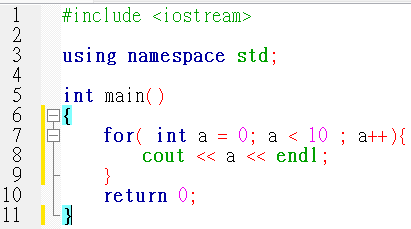 1 #include <iostream>
2
3 using namespace std;
4
5 int main()
6 {
7 for( int a = 0; a < 10 ; a++){
8 cout << a << endl;
9 }
10 return 0;
11 }